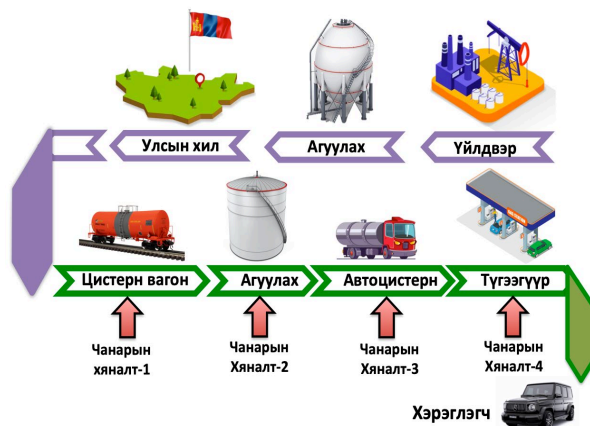 Улсын хил
Агуулах
Үйлдвэр
Цистерн вагон
Агуулах
Автоцистерн
Түгээгүүр
Чанарын
хяналт-1
Чанарын
Хяналт-2
Чанарын
Хяналт-3
Чанарын
Хяналт-4
Хэрэглэгч